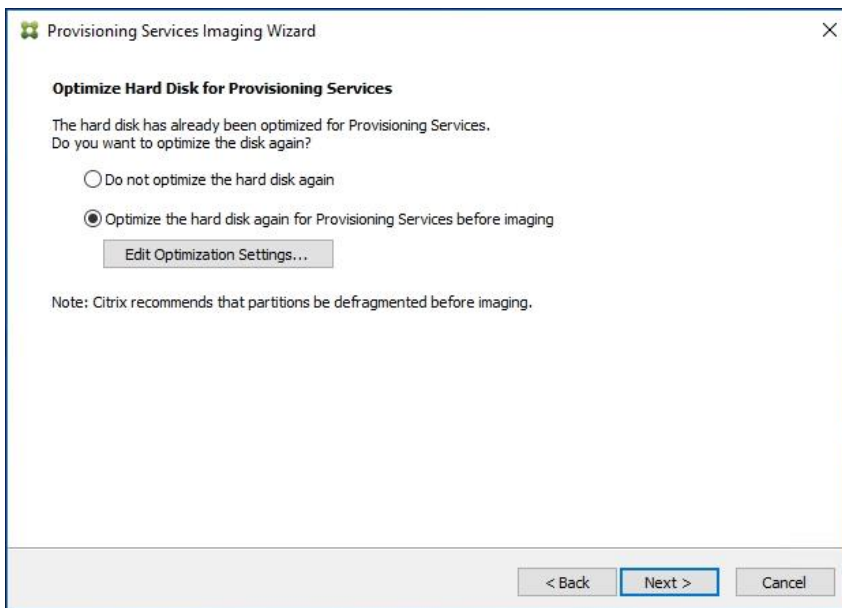 Provisioning Services Imaging Wizard
Optimize Hard Disk for Provisioning Services
The hard disk has already been optimized for Provisioning Services.
Do you want to optimize the disk again?
Do not optimize the hard disk again
Optimize the hard disk again for Provisioning Services before imaging
Edit Optimization Settings...
Note: Citrix recommends that partitions be defragmented before imaging.
< Back Next > Cancel